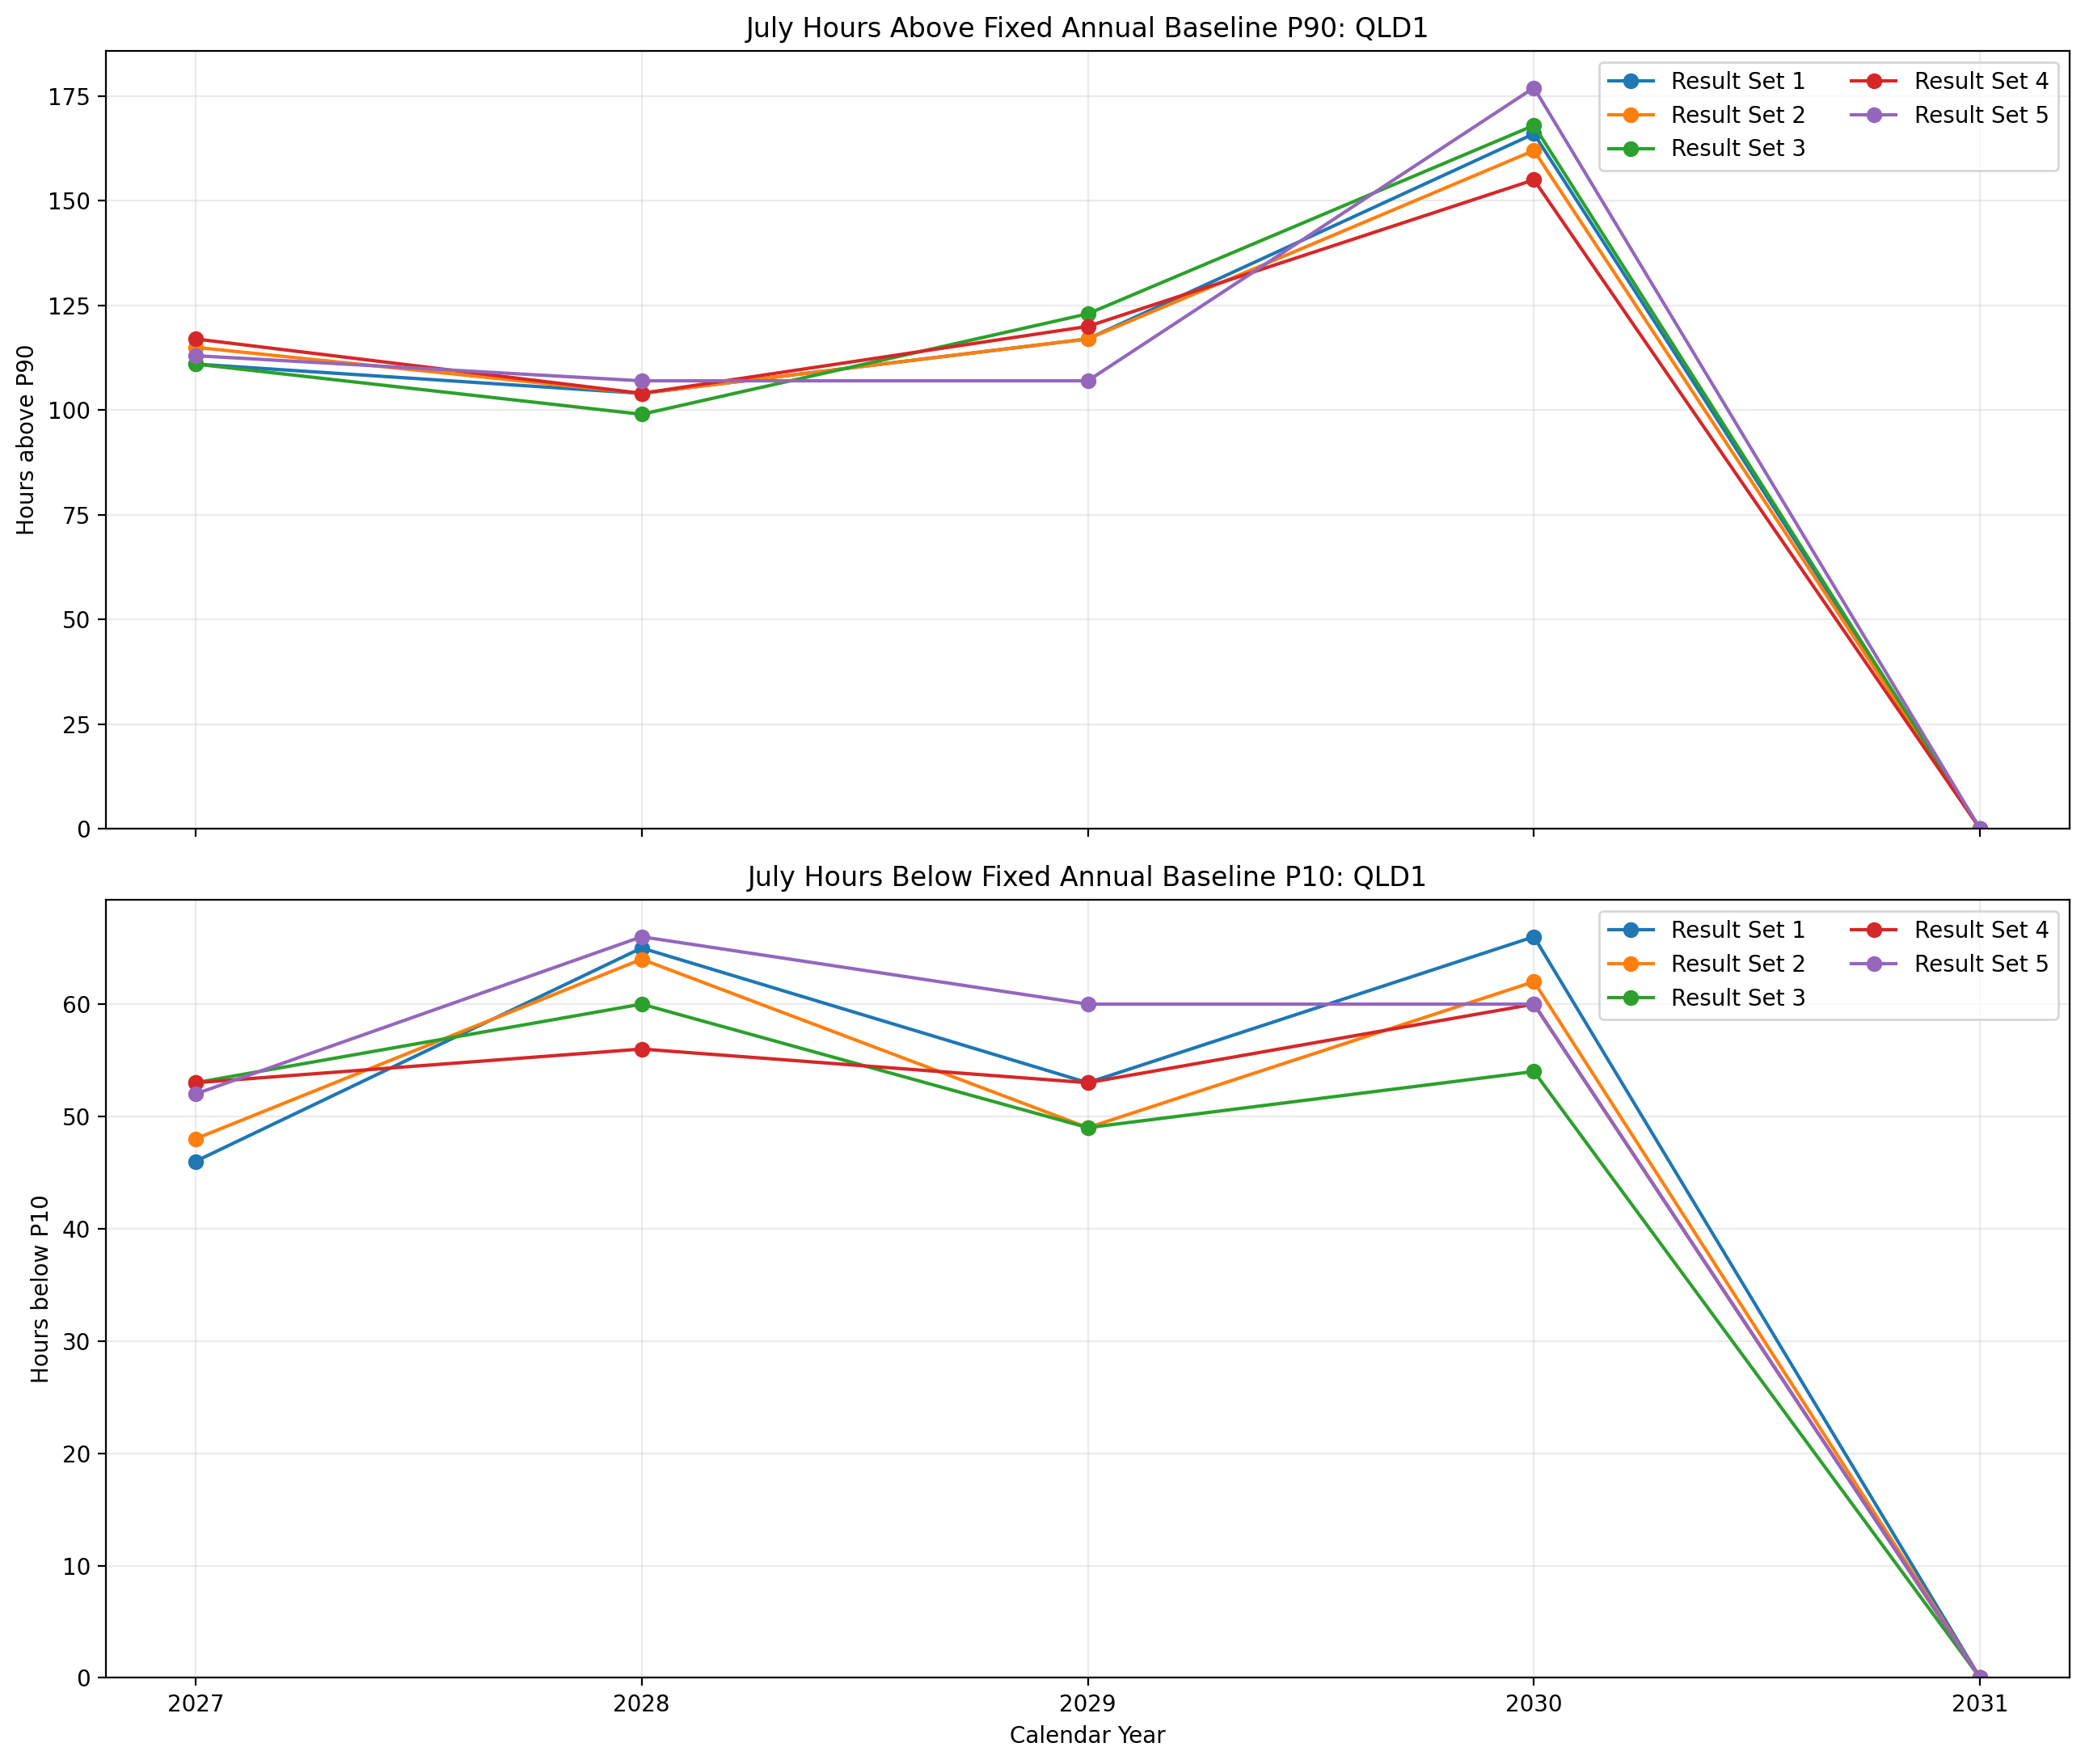 July Hours Above Fixed Annual Baseline P90: QLD1
Hours above P90
175
150
125
100
75
50
25
0
Result Set 1
Result Set 2
Result Set 3
Result Set 4
Result Set 5
July Hours Below Fixed Annual Baseline P10: QLD1
Hours below P10
60
50
40
30
20
10
0
Result Set 1
Result Set 2
Result Set 3
Result Set 4
Result Set 5
2027 2028 2029 2030 2031
Calendar Year